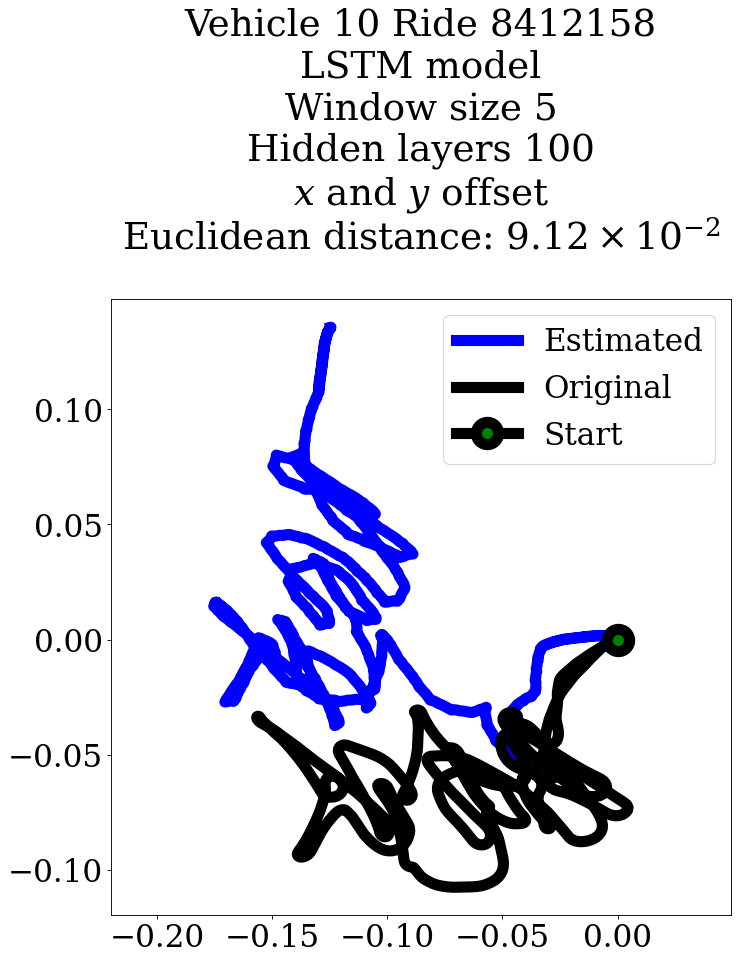 Vehicle 10 Ride 8412158
LSTM model
Window size 5
Hidden layers 100
x and y offset
Euclidean distance: 9.12 × 10⁻²
Estimated
Original
Start
0.10
0.05
0.00
−0.05
−0.10
−0.20 −0.15 −0.10 −0.05 0.00